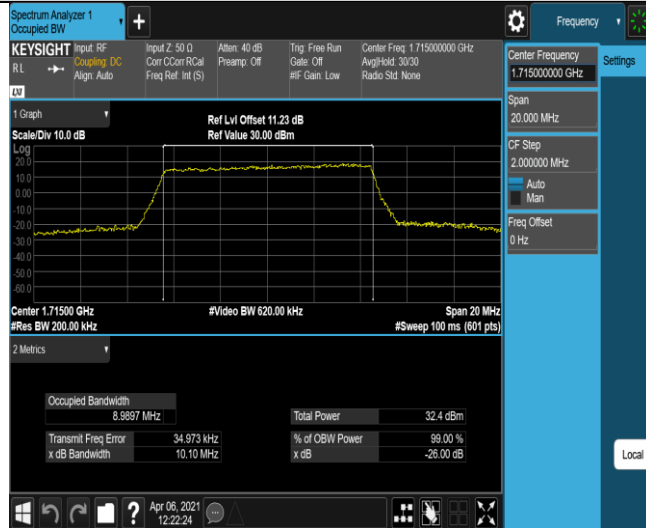 Spectrum Analyzer 1
Occupied BW
Frequency
KEYSIGHT
RL
LXI
Input: RF
Coupling: DC
Align: Auto
Input Z: 50 Ω
Corr CCorr RCal
Freq Ref: Int (S)
Atten: 40 dB
Preamp: Off
Trig: Free Run
Gate: Off
#IF Gain: Low
Center Freq: 1.715000000 GHz
Avg|Hold: 30/30
Radio Std: None
Center Frequency
1.715000000 GHz
Settings
Span
20.000 MHz
CF Step
2.000000 MHz
Auto
Man
Freq Offset
0 Hz
1 Graph
Scale/Div 10.0 dB
Ref Lvl Offset 11.23 dB
Ref Value 30.00 dBm
Log
20.0
10.0
0.00
-10.0
-20.0
-30.0
-40.0
-50.0
-60.0
Center 1.71500 GHz
#Res BW 200.00 kHz
#Video BW 620.00 kHz
Span 20 MHz
#Sweep 100 ms (601 pts)
2 Metrics
Occupied Bandwidth
8.9897 MHz
Total Power 32.4 dBm
Transmit Freq Error 34.973 kHz
% of OBW Power 99.00 %
x dB Bandwidth 10.10 MHz
x dB -26.00 dB
Local
?
Apr 06, 2021
12:22:24